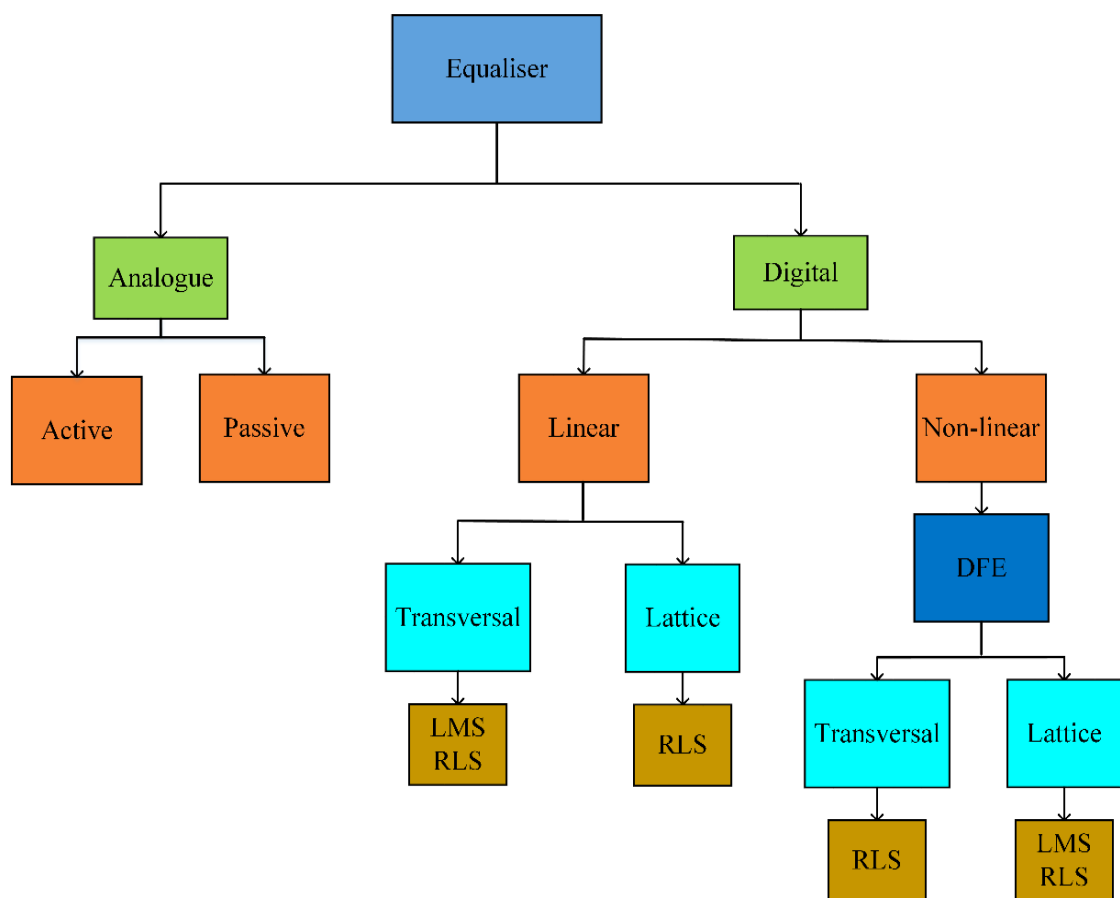 Equaliser
Analogue
Digital
Active
Passive
Linear
Non-linear
DFE
Transversal
Lattice
LMS
RLS
RLS
Transversal
Lattice
RLS
LMS
RLS